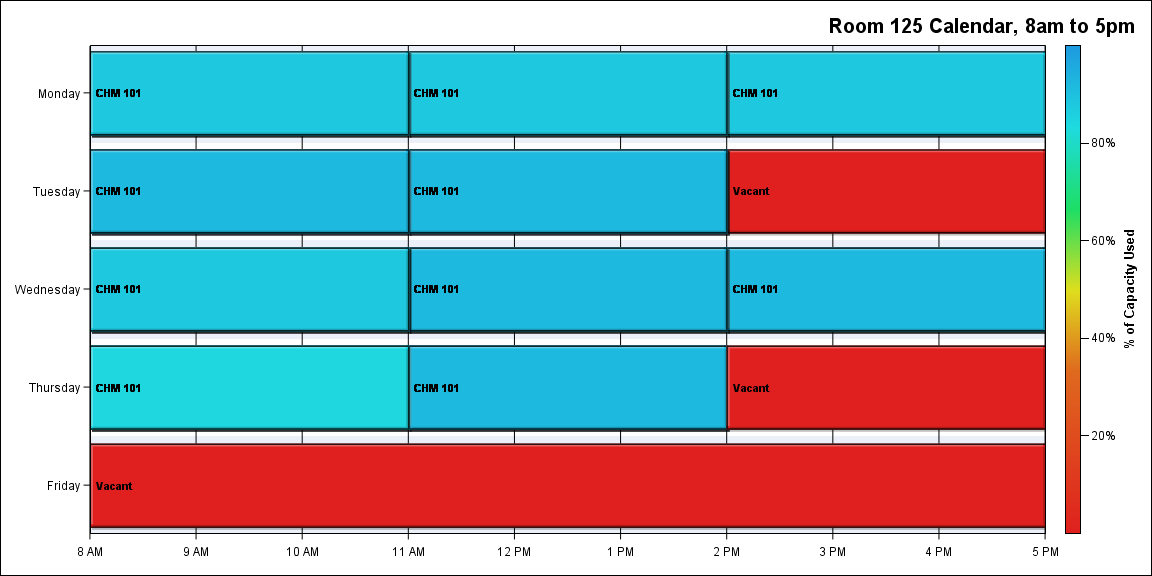 Room 125 Calendar, 8am to 5pm
Monday
CHM 101
CHM 101
CHM 101
Tuesday
CHM 101
CHM 101
Vacant
Wednesday
CHM 101
CHM 101
CHM 101
Thursday
CHM 101
CHM 101
Vacant
Friday
Vacant
8 AM
9 AM
10 AM
11 AM
12 PM
1 PM
2 PM
3 PM
4 PM
5 PM
80%
60%
40%
20%
% of Capacity Used